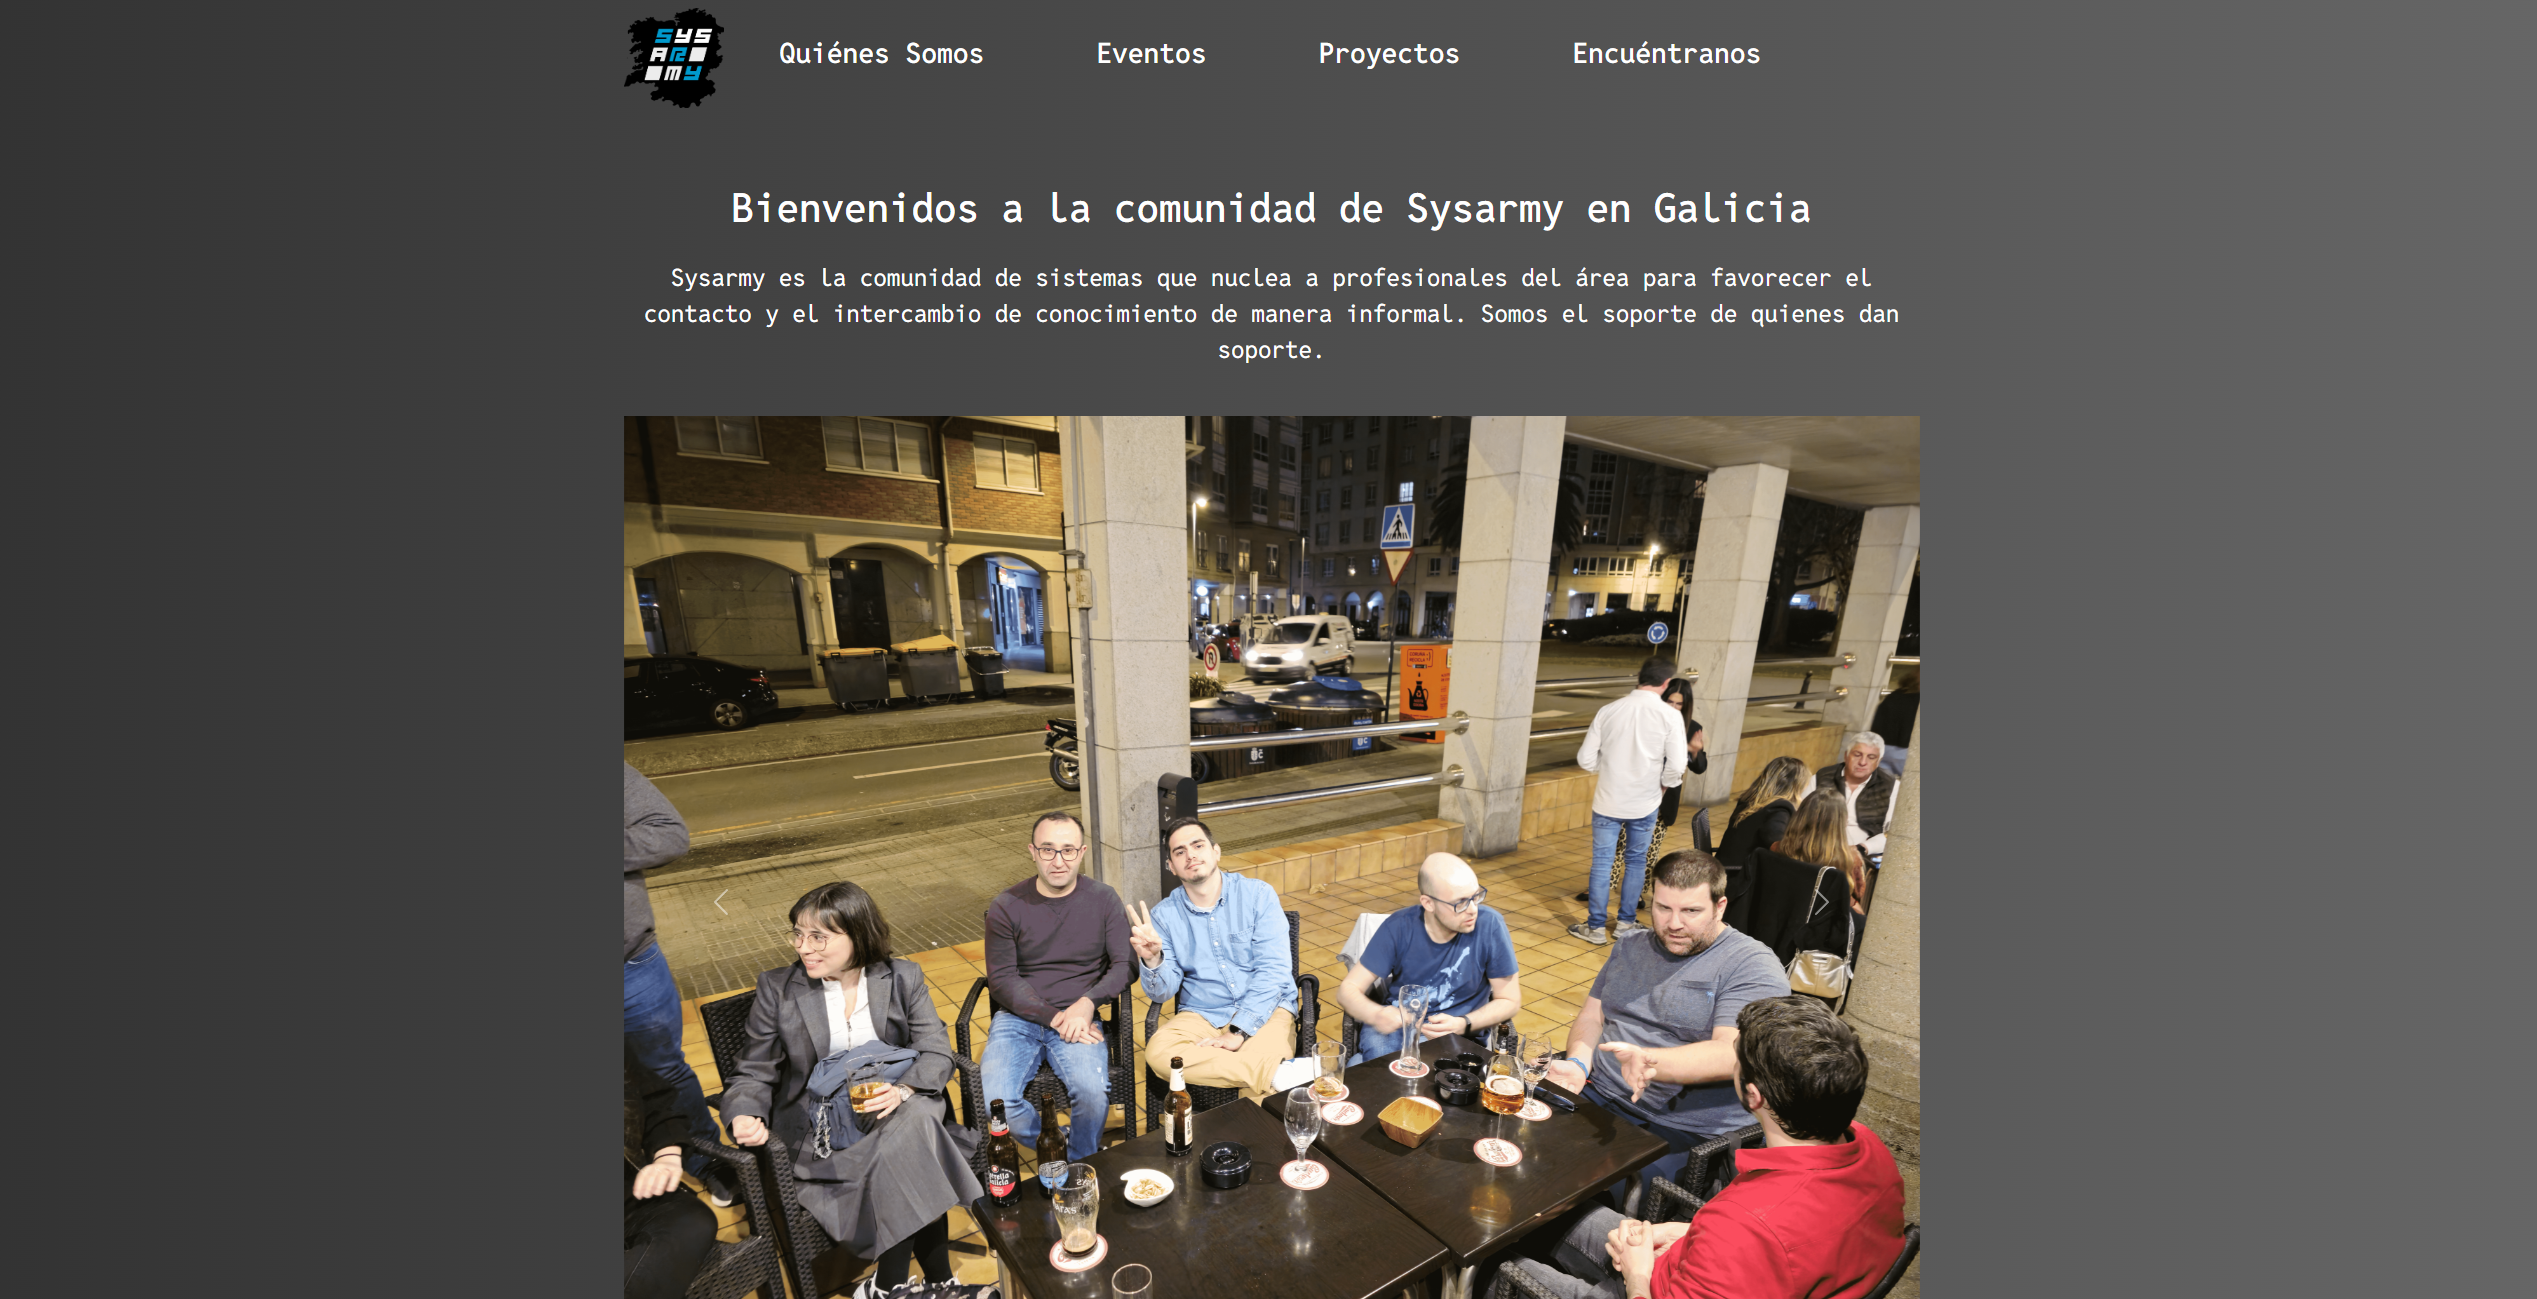 SYS
AR
MY
Quiénes Somos
Eventos
Proyectos
Encuéntranos
Bienvenidos a la comunidad de Sysarmy en Galicia
Sysarmy es la comunidad de sistemas que nuclea a profesionales del área para favorecer el
contacto y el intercambio de conocimiento de manera informal. Somos el soporte de quienes dan
soporte.
R
Estrella
Galicia